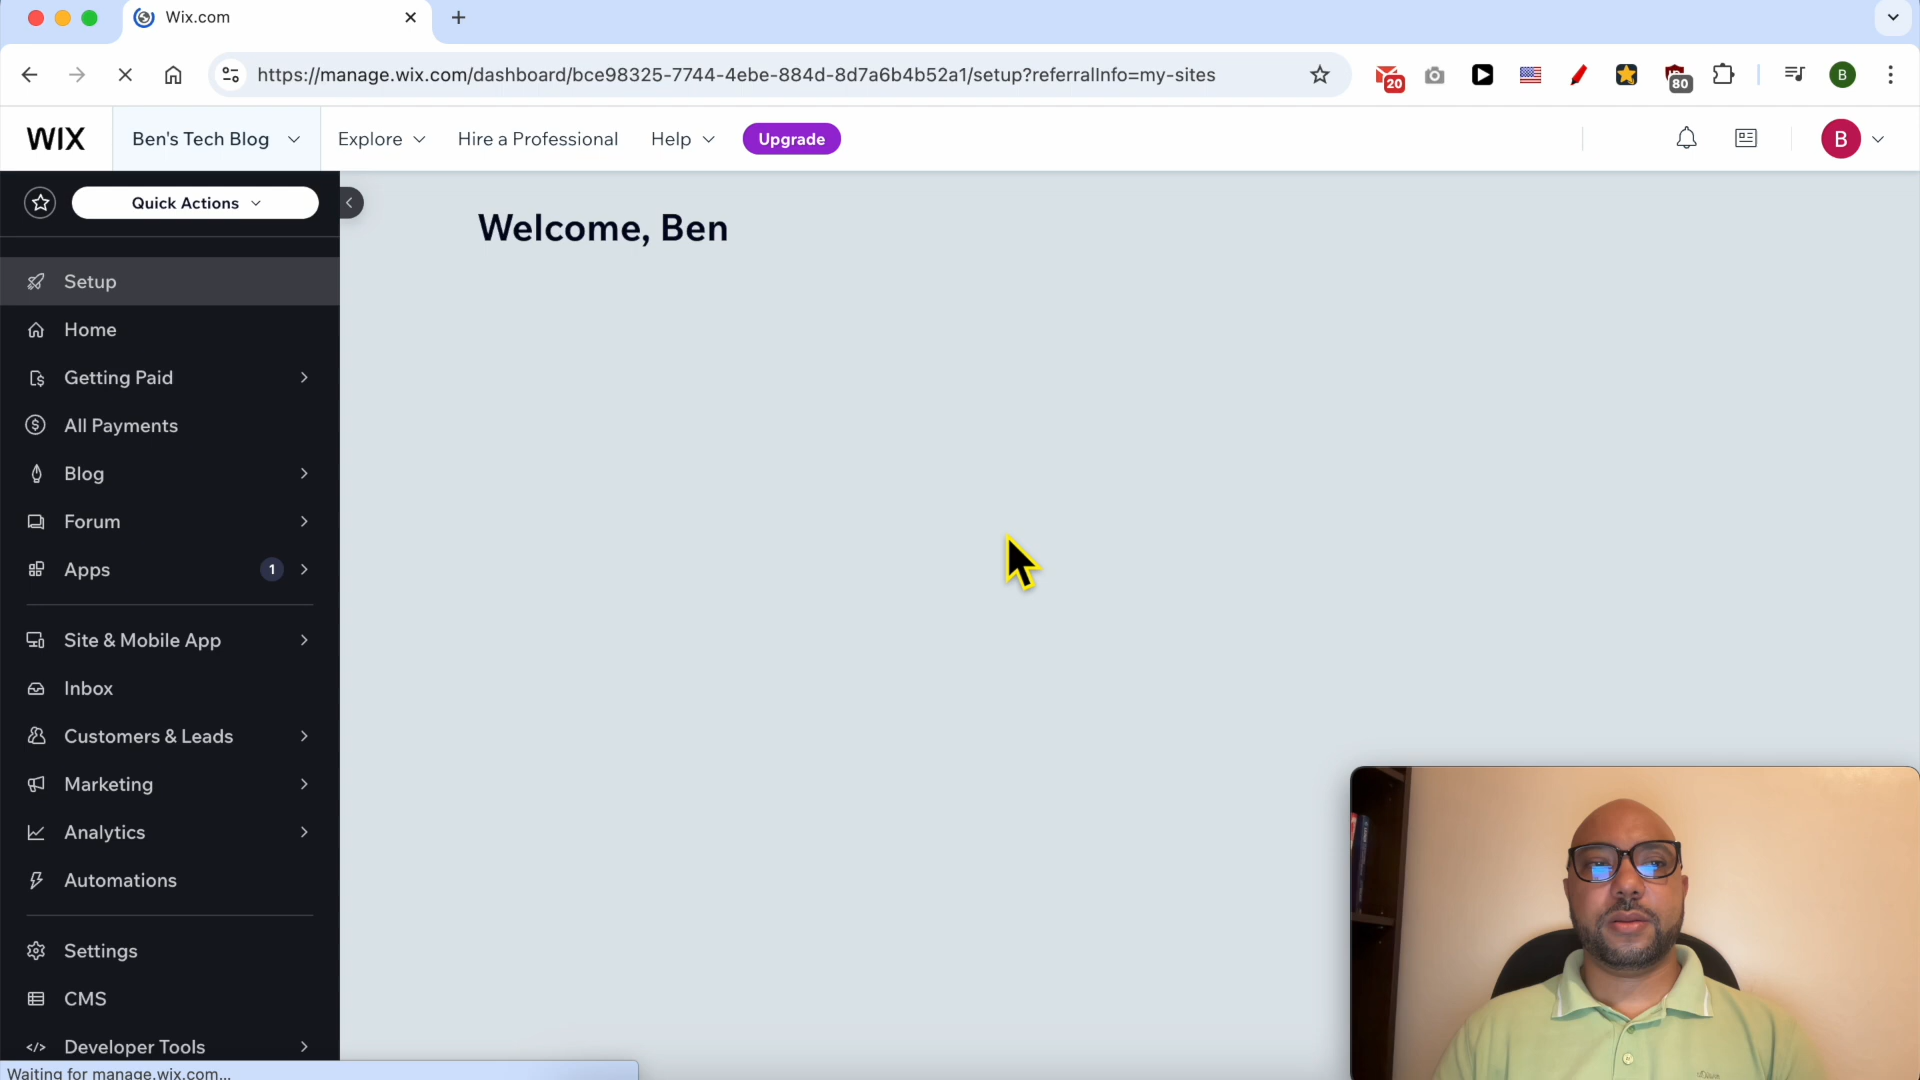 Wix.com
https://manage.wix.com/dashboard/bce98325-7744-4ebe-884d-8d7a6b4b52a1/setup?referralInfo=my-sites
20
80
B
WIX
Ben's Tech Blog
Explore
Hire a Professional
Help
Upgrade
B
Quick Actions
Welcome, Ben
Setup
Home
Getting Paid
All Payments
Blog
Forum
Apps
1
Site & Mobile App
Inbox
Customers & Leads
Marketing
Analytics
Automations
Settings
CMS
Developer Tools
Waiting for manage.wix.com...